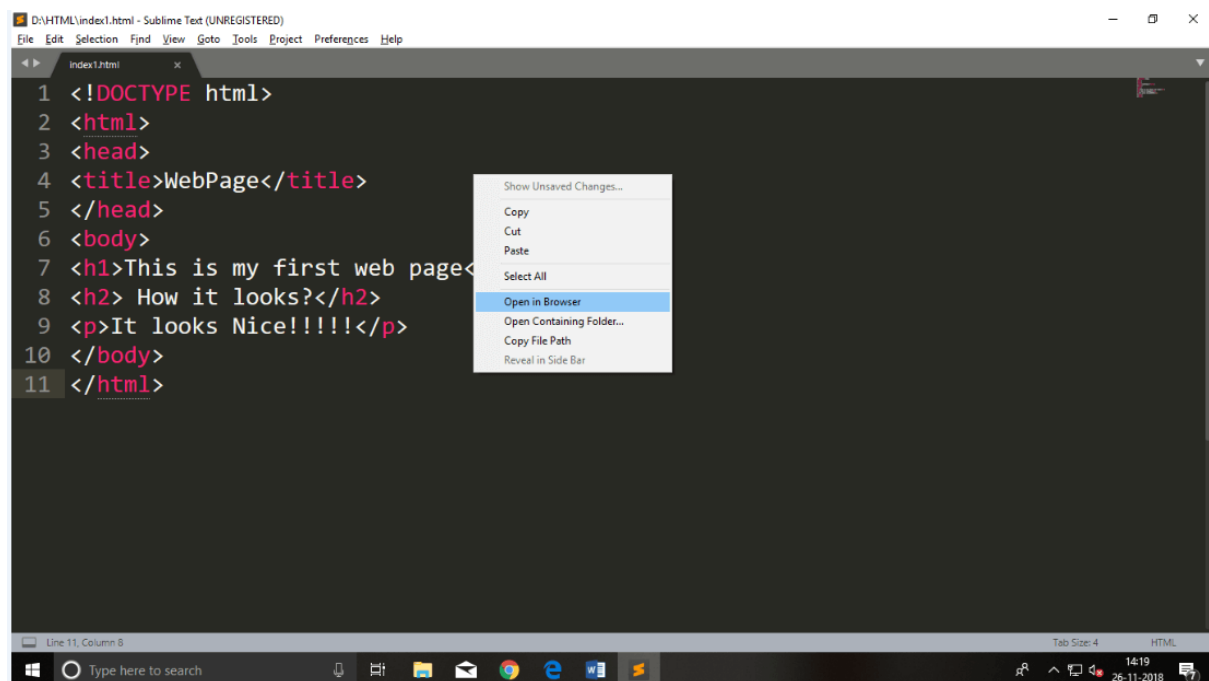 D:\HTML\index1.html - Sublime Text (UNREGISTERED)
File Edit Selection Find View Goto Tools Project Preferences Help
index1.html ×
1 <!DOCTYPE html>
2 <html>
3 <head>
4 <title>WebPage</title>
5 </head>
6 <body>
7 <h1>This is my first web page<
8 <h2> How it looks?</h2>
9 <p>It looks Nice!!!!!</p>
10 </body>
11 </html>
Show Unsaved Changes...
Copy
Cut
Paste
Select All
Open in Browser
Open Containing Folder...
Copy File Path
Reveal in Side Bar
Line 11, Column 8
Tab Size: 4
HTML
Type here to search
14:19
26-11-2018
7